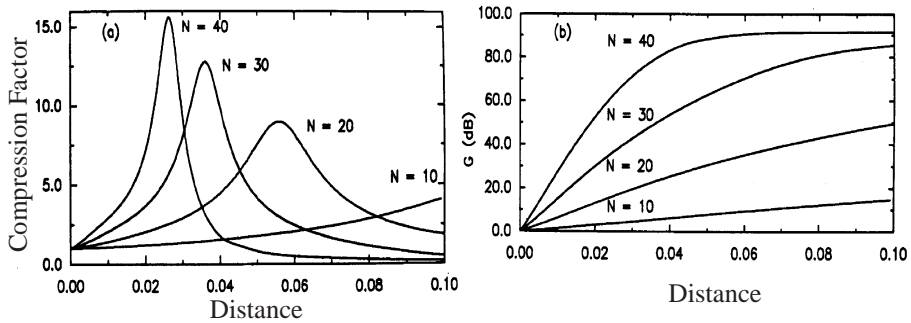 (a)
15.0
10.0
5.0
0.0
Compression Factor
N = 40
N = 30
N = 20
N = 10
0.00 0.02 0.04 0.06 0.08 0.10
Distance
(b)
100.0
80.0
60.0
40.0
20.0
0.0
G (dB)
N = 40
N = 30
N = 20
N = 10
0.00 0.02 0.04 0.06 0.08 0.10
Distance